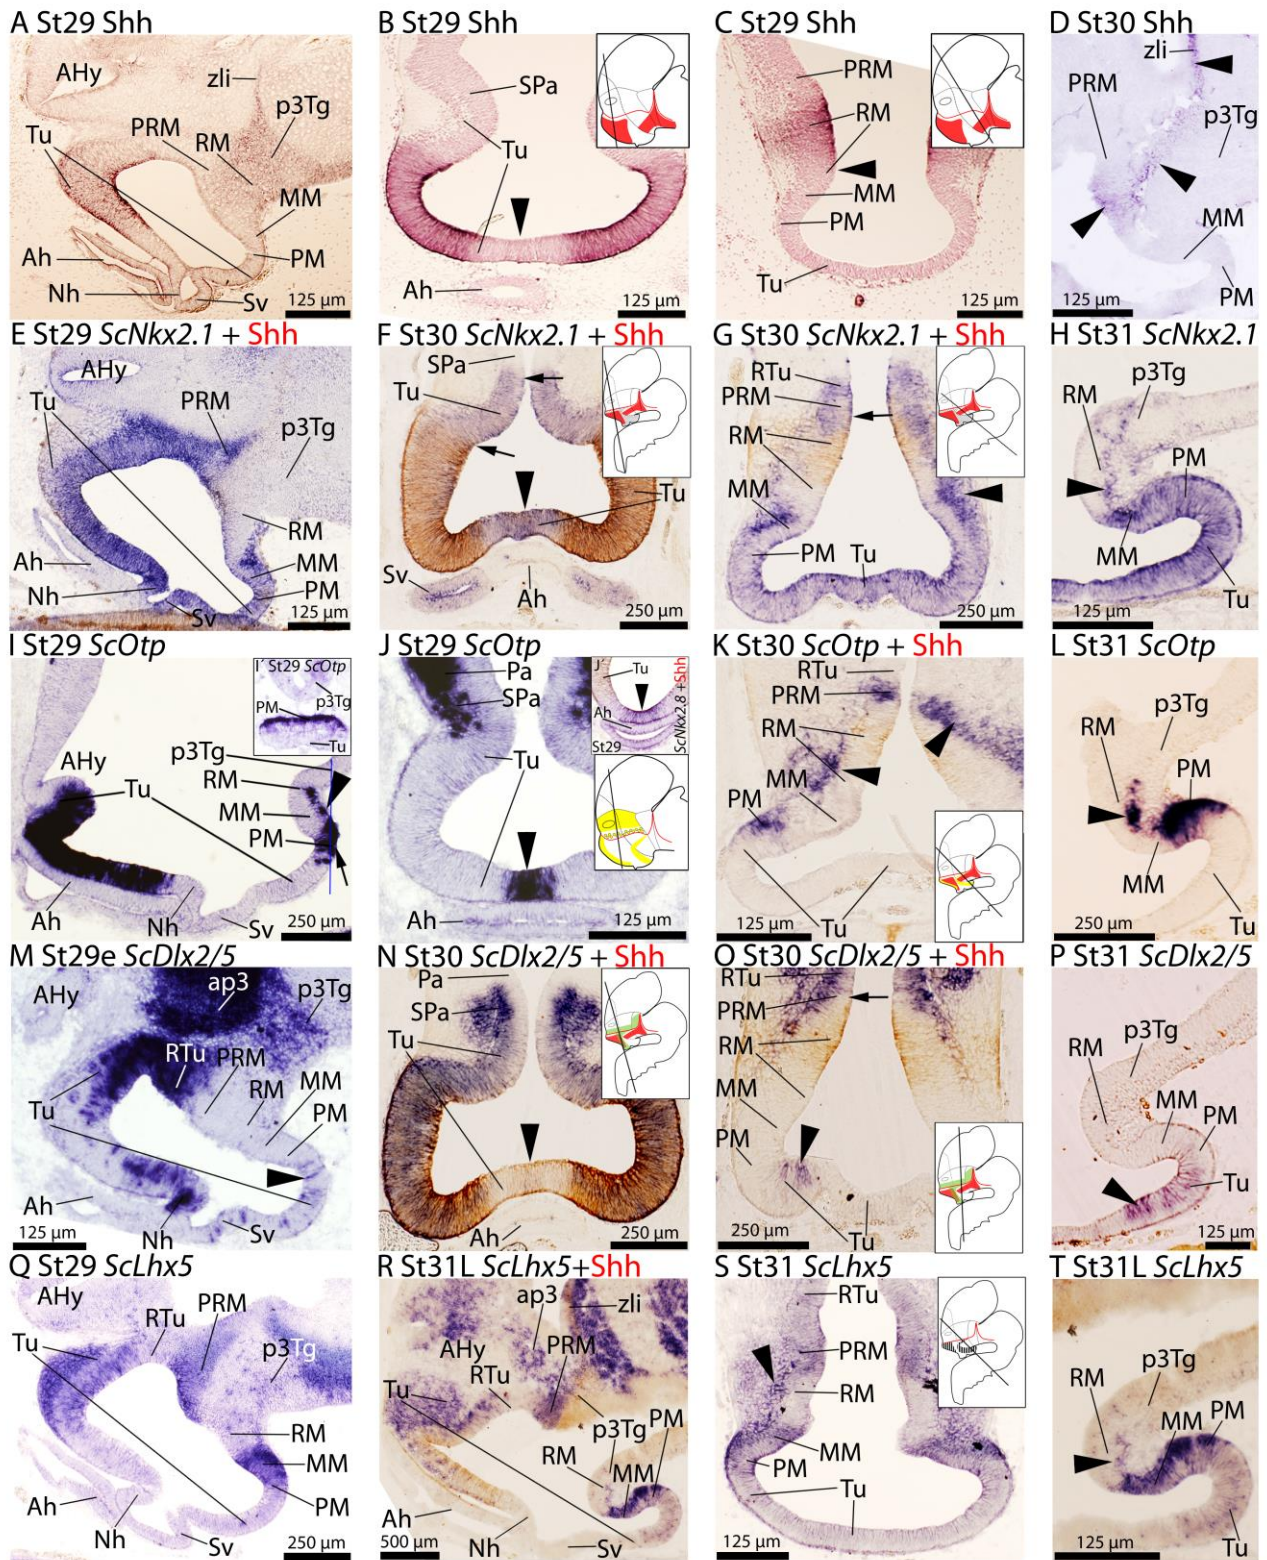 A St29 Shh
AHy
zli
p3Tg
PRM
RM
Tu
MM
PM
Ah
Nh
Sv
125 µm
B St29 Shh
SPa
Tu
Ah
125 µm
C St29 Shh
PRM
RM
MM
PM
Tu
125 µm
D St30 Shh
zli
PRM
p3Tg
MM
PM
125 µm
E St29 ScNkx2.1 + Shh
AHy
Tu
PRM
p3Tg
RM
Ah
MM
Nh
PM
Sv
125 µm
F St30 ScNkx2.1 + Shh
SPa
Tu
Tu
Sv
Ah
250 µm
G St30 ScNkx2.1 + Shh
RTu
PRM
RM
MM
PM
Tu
250 µm
H St31 ScNkx2.1
p3Tg
RM
PM
MM
Tu
125 µm
I St29 ScOtp
I' St29 ScOtp
PM
p3Tg
Tu
p3Tg
AHy
RM
Tu
MM
PM
Ah
Nh
Sv
250 µm
J St29 ScOtp
Pa
SPa
J'
Tu
Ah
St29
ScNkx2.8 +Shh
Tu
Ah
125 µm
K St30 ScOtp + Shh
RTu
PRM
RM
MM
PM
125 µm
Tu
L St31 ScOtp
p3Tg
RM
PM
MM
Tu
250 µm
M St29e ScDlx2/5
AHy
ap3
p3Tg
RTu
PRM
MM
RM
Tu
PM
Ah
125 µm
Nh
Sv
N St30 ScDlx2/5 + Shh
Pa
SPa
Tu
Ah
250 µm
O St30 ScDlx2/5 + Shh
RTu
PRM
RM
MM
PM
250 µm
Tu
P St31 ScDlx2/5
p3Tg
RM
MM
PM
Tu
125 µm
Q St29 ScLhx5
AHy
PRM
RTu
Tu
p3Tg
RM
MM
PM
Ah
Nh
Sv
250 µm
R St31L ScLhx5+Shh
ap3
zli
AHy
PRM
RTu
Tu
p3Tg
PM
RM
MM
Ah
500 µm
Nh
Sv
S St31 ScLhx5
RTu
PRM
RM
MM
PM
Tu
125 µm
T St31L ScLhx5
p3Tg
RM
MM
PM
125 µm
Tu